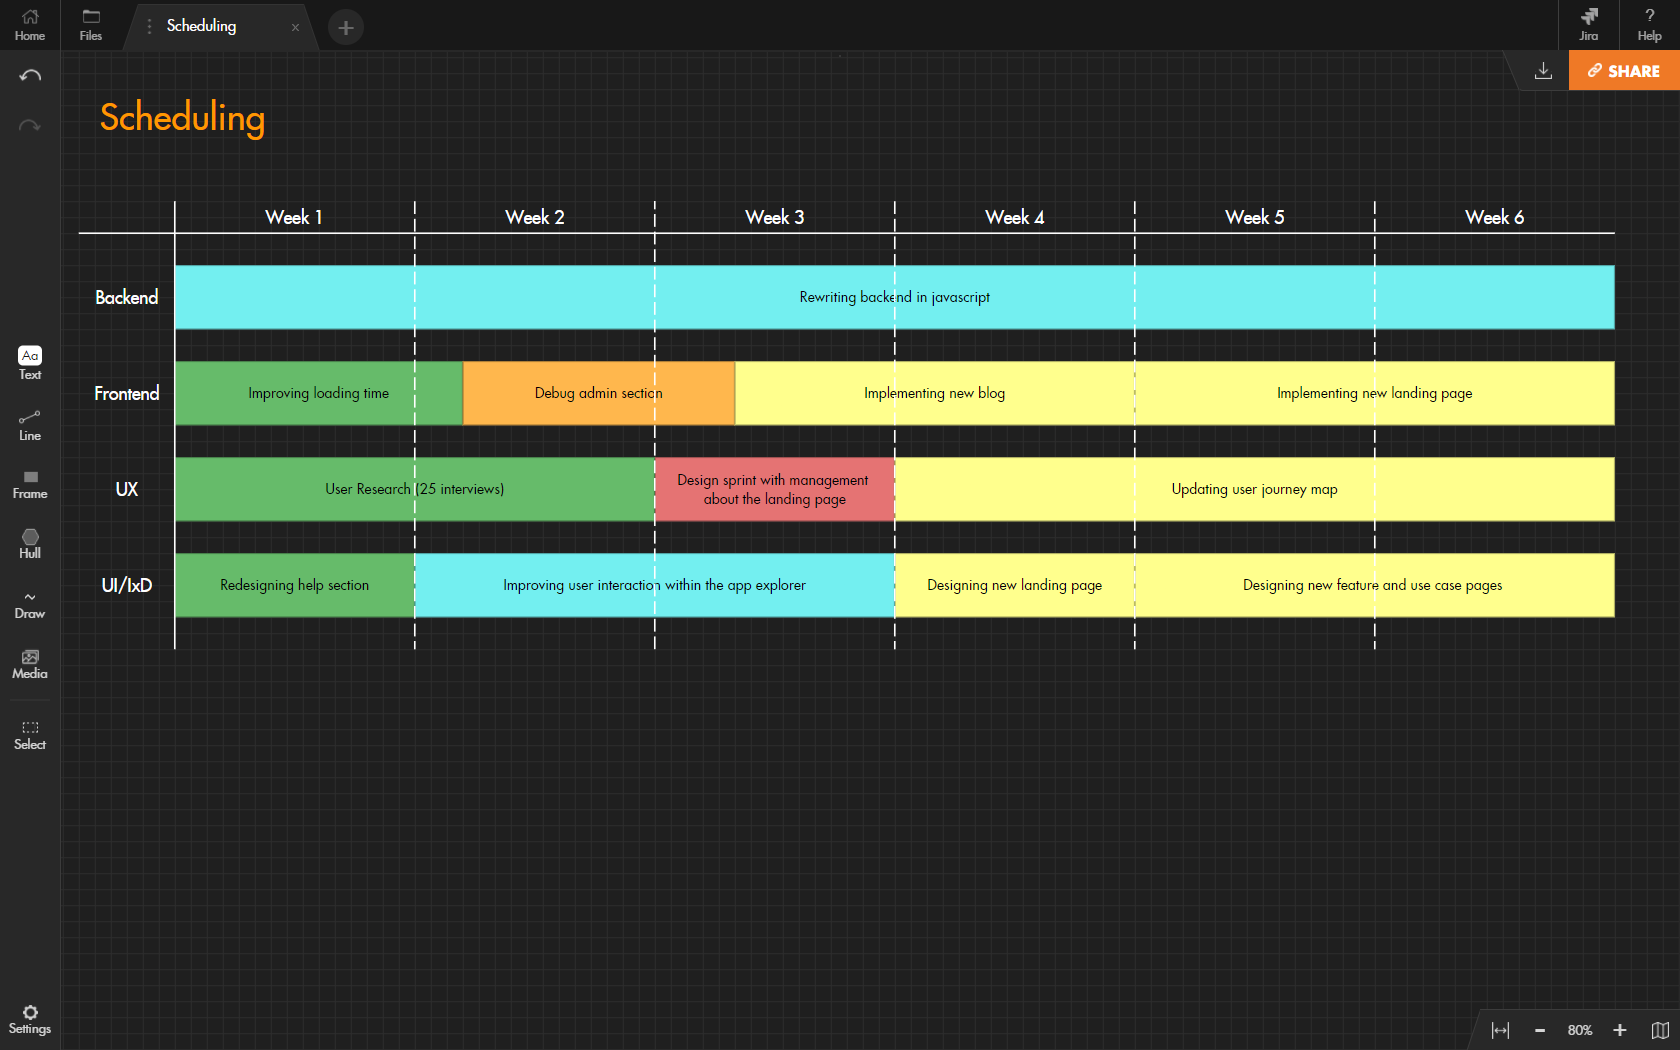 Home
Files
Scheduling
x
Jira
?
Help
SHARE
Scheduling
Week 1
Week 2
Week 3
Week 4
Week 5
Week 6
Backend
Rewriting backend in javascript
Frontend
Improving loading time
Debug admin section
Implementing new blog
Implementing new landing page
UX
User Research (25 interviews)
Design sprint with management
about the landing page
Updating user journey map
UI/IxD
Redesigning help section
Improving user interaction within the app explorer
Designing new landing page
Designing new feature and use case pages
Aa
Text
Line
Frame
Hull
Draw
Media
Select
Settings
80%